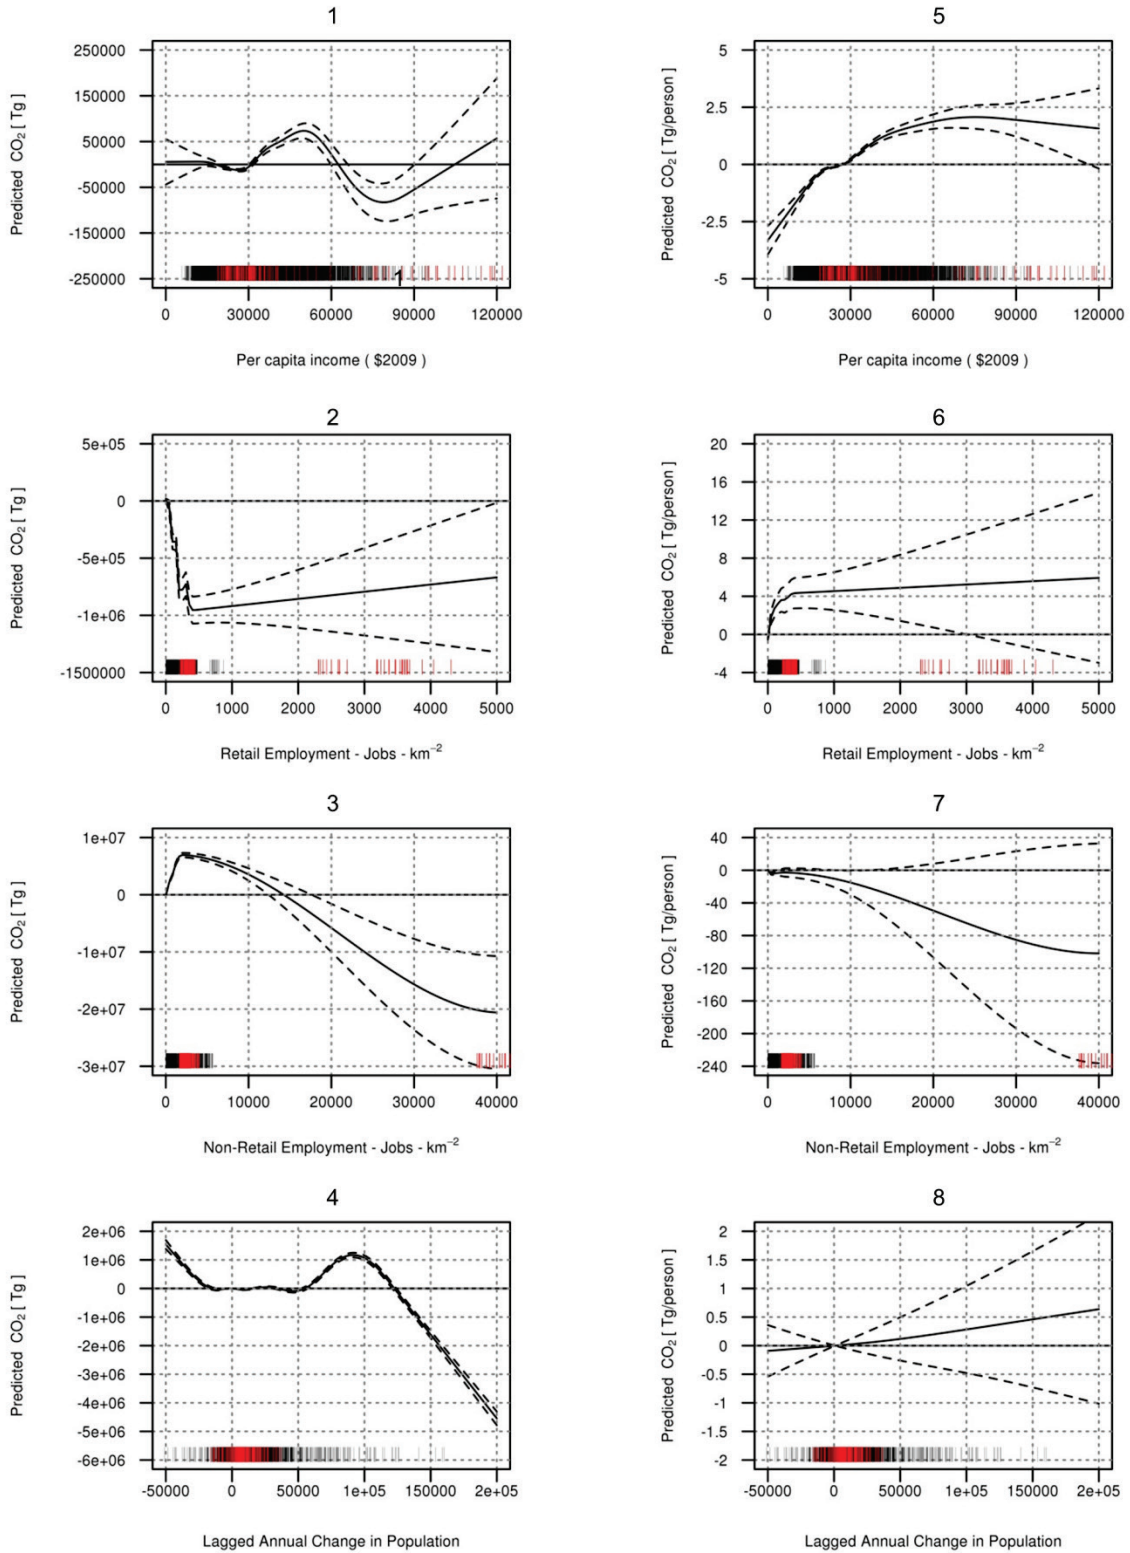 1
250000
150000
50000
-50000
-150000
-250000
Predicted CO₂ [ Tg ]
1
0 30000 60000 90000 120000
Per capita income ( $2009 )
5
5
2.5
0
-2.5
-5
Predicted CO₂ [ Tg/person ]
0 30000 60000 90000 120000
Per capita income ( $2009 )
2
5e+05
0
-5e+05
-1e+06
-1500000
Predicted CO₂ [ Tg ]
0 1000 2000 3000 4000 5000
Retail Employment - Jobs - km⁻²
6
20
16
12
8
4
0
-4
Predicted CO₂ [ Tg/person ]
0 1000 2000 3000 4000 5000
Retail Employment - Jobs - km⁻²
3
1e+07
0
-1e+07
-2e+07
-3e+07
Predicted CO₂ [ Tg ]
0 10000 20000 30000 40000
Non-Retail Employment - Jobs - km⁻²
7
40
0
-40
-80
-120
-160
-200
-240
Predicted CO₂ [ Tg/person ]
0 10000 20000 30000 40000
Non-Retail Employment - Jobs - km⁻²
4
2e+06
1e+06
0
-1e+06
-2e+06
-3e+06
-4e+06
-5e+06
-6e+06
Predicted CO₂ [ Tg ]
-50000 0 50000 1e+05 150000 2e+05
Lagged Annual Change in Population
8
2
1.5
1
0.5
0
-0.5
-1
-1.5
-2
Predicted CO₂ [ Tg/person ]
-50000 0 50000 1e+05 150000 2e+05
Lagged Annual Change in Population